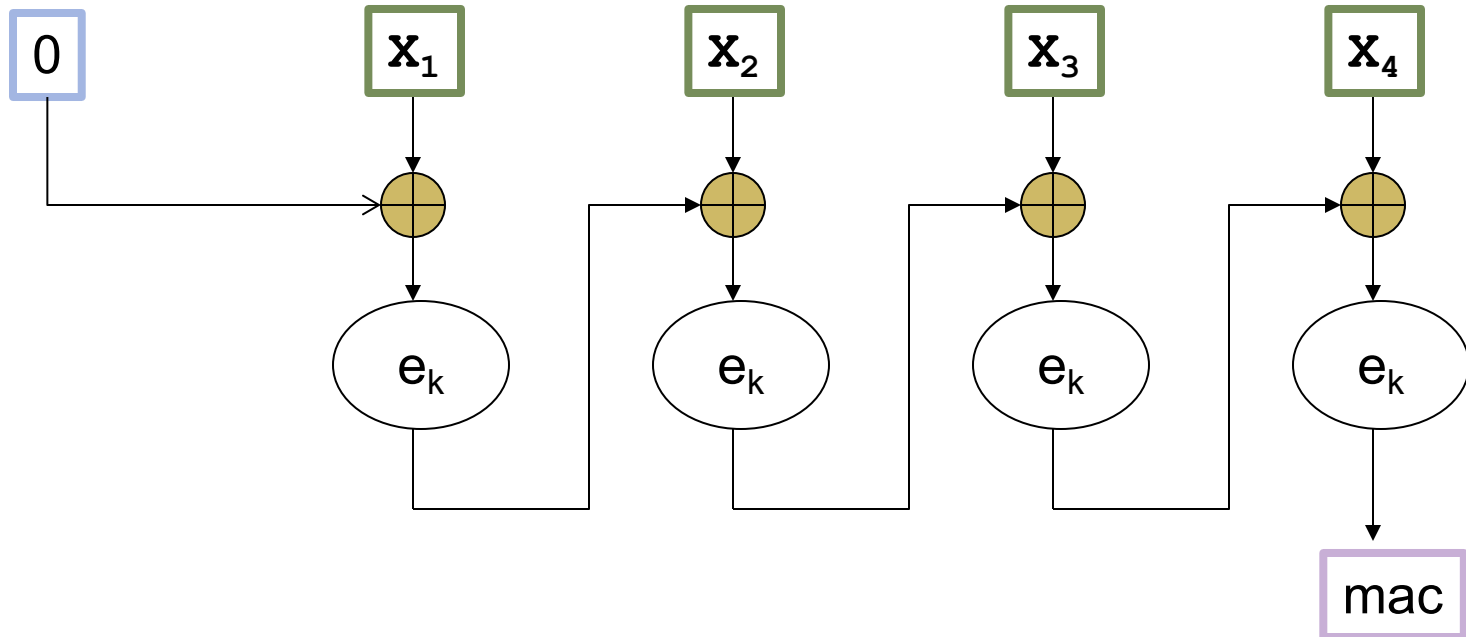 0 x₁ x₂ x₃ x₄
eₖ eₖ eₖ eₖ
mac